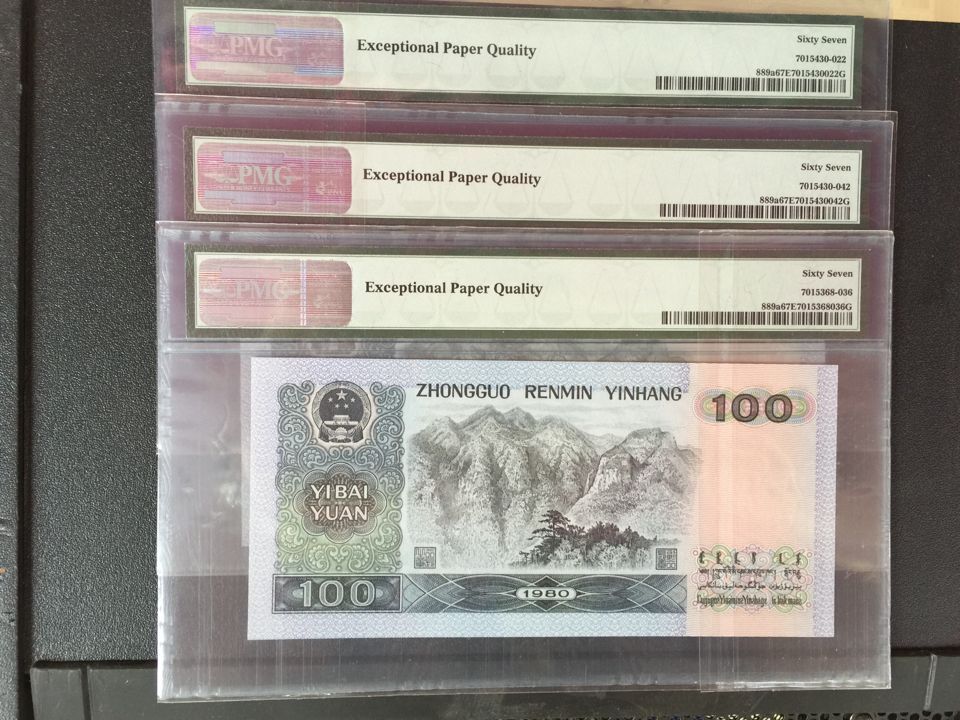 PMG
Exceptional Paper Quality
Sixty Seven
7015430-022
889a67E7015430022G
PMG
Exceptional Paper Quality
Sixty Seven
7015430-042
889a67E7015430042G
PMG
Exceptional Paper Quality
Sixty Seven
7015368-036
889a67E7015368036G
ZHONGGUO RENMIN YINHANG
100
YIBAI
YUAN
100
1980